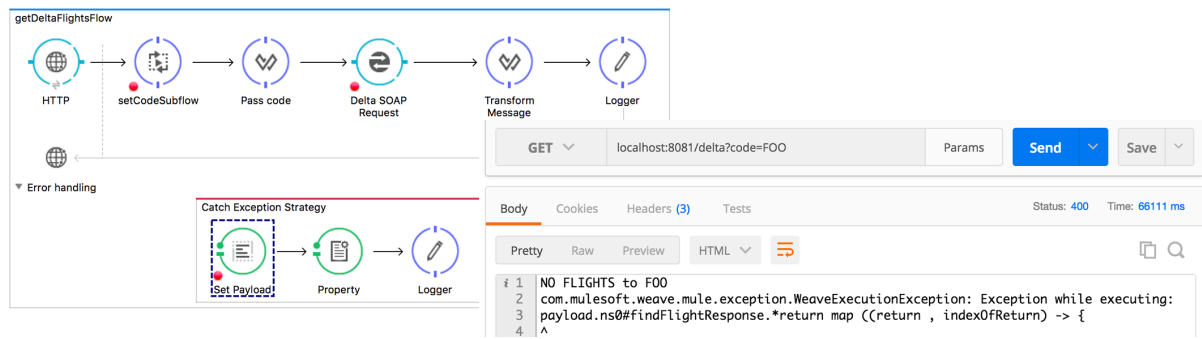 getDeltaFlightsFlow
HTTP
setCodeSubflow
Pass code
Delta SOAP
Request
Transform
Message
Logger
Error handling
Catch Exception Strategy
Set Payload
Property
Logger
GET
localhost:8081/delta?code=FOO
Params
Send
Save
Body
Cookies
Headers (3)
Tests
Status: 400
Time: 66111 ms
Pretty
Raw
Preview
HTML
i 1 NO FLIGHTS to FOO
2 com.mulesoft.weave.mule.exception.WeaveExecutionException: Exception while executing:
3 payload.ns0#findFlightResponse.*return map ((return , indexOfReturn) -> {
4 ^